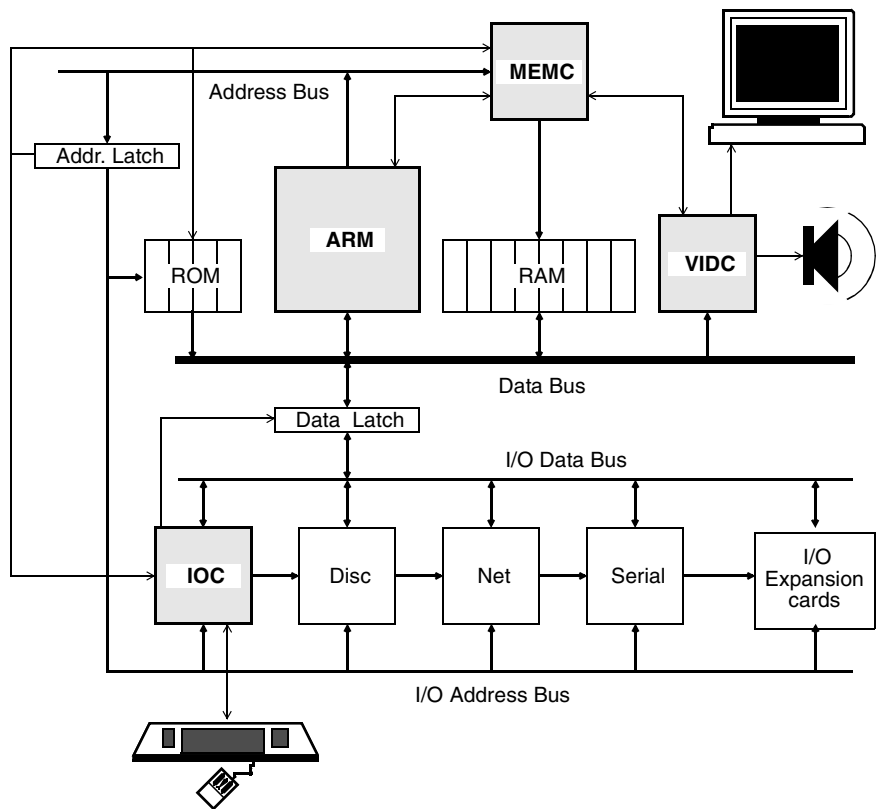 MEMC
Address Bus
Addr. Latch
ARM
ROM
RAM
VIDC
Data Bus
Data Latch
I/O Data Bus
IOC
Disc
Net
Serial
I/O
Expansion
cards
I/O Address Bus